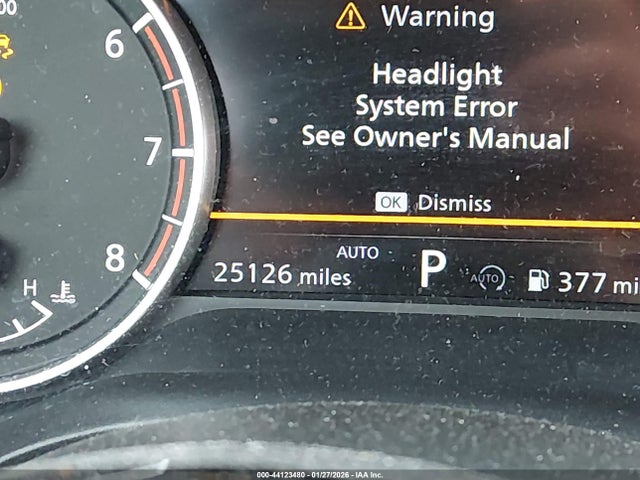 00
6
7
8
H
Warning
Headlight
System Error
See Owner's Manual
OK Dismiss
AUTO
25126 miles
P
AUTO
377 mi
000-44123480 - 01/27/2026 - IAA Inc.